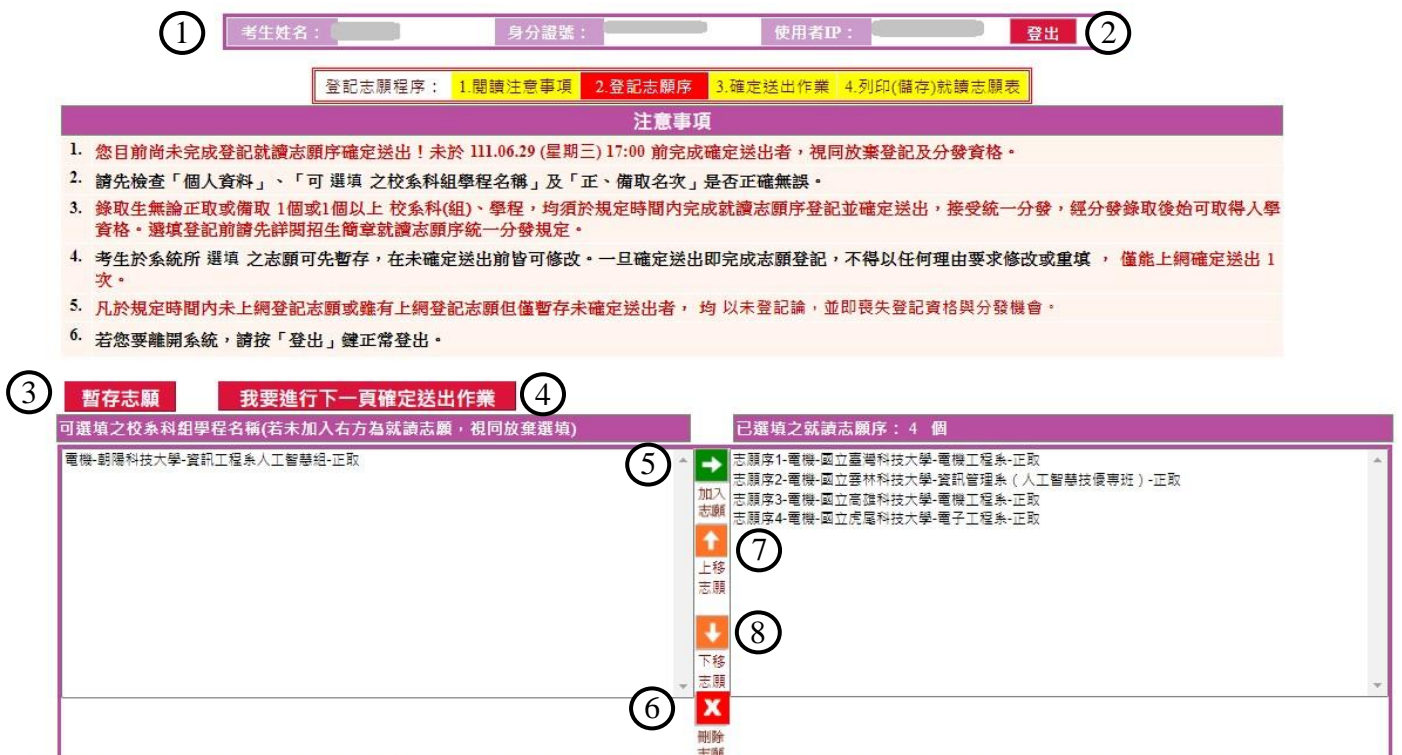 1 考生姓名： 身分證號： 使用者IP： 登出 2
登記志願程序： 1.閱讀注意事項 2.登記志願序 3.確定送出作業 4.列印(儲存)就讀志願表
注意事項
1. 您目前尚未完成登記就讀志願序確定送出！未於 111.06.29 (星期三) 17:00 前完成確定送出者，視同放棄登記及分發資格。
2. 請先檢查「個人資料」、「可 選填 之校系科組學程名稱」及「正、備取名次」是否正確無誤。
3. 錄取生無論正取或備取 1個或1個以上 校系科(組)、學程，均須於規定時間內完成就讀志願序登記並確定送出，接受統一分發，經分發錄取後始可取得入學
資格。選填登記前請先詳閱招生簡章就讀志願序統一分發規定。
4. 考生於系統所 選填 之志願可先暫存，在未確定送出前皆可修改。一旦確定送出即完成志願登記，不得以任何理由要求修改或重填 ， 僅能上網確定送出 1
次。
5. 凡於規定時間內未上網登記志願或雖有上網登記志願但僅暫存未確定送出者， 均 以未登記論，並即喪失登記資格與分發機會。
6. 若您要離開系統，請按「登出」鍵正常登出。
3 暫存志願 我要進行下一頁確定送出作業 4
可選填之校系科組學程名稱(若未加入右方為就讀志願，視同放棄選填)
電機-朝陽科技大學-資訊工程系人工智慧組-正取
5
加入
志願
7
上移
志願
8
下移
志願
6
X
刪除
志願
已選填之就讀志願序： 4 個
志願序1-電機-國立臺灣科技大學-電機工程系-正取
志願序2-電機-國立雲林科技大學-資訊管理系（人工智慧技優專班）-正取
志願序3-電機-國立高雄科技大學-電機工程系-正取
志願序4-電機-國立虎尾科技大學-電子工程系-正取